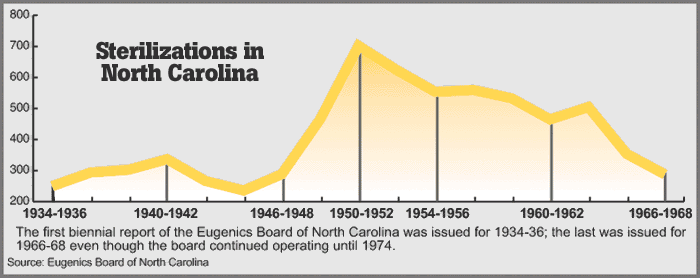 800
700
600
500
400
300
200
Sterilizations in
North Carolina
1934-1936 1940-1942 1946-1948 1950-1952 1954-1956 1960-1962 1966-1968
The first biennial report of the Eugenics Board of North Carolina was issued for 1934-36; the last was issued for
1966-68 even though the board continued operating until 1974.
Source: Eugenics Board of North Carolina